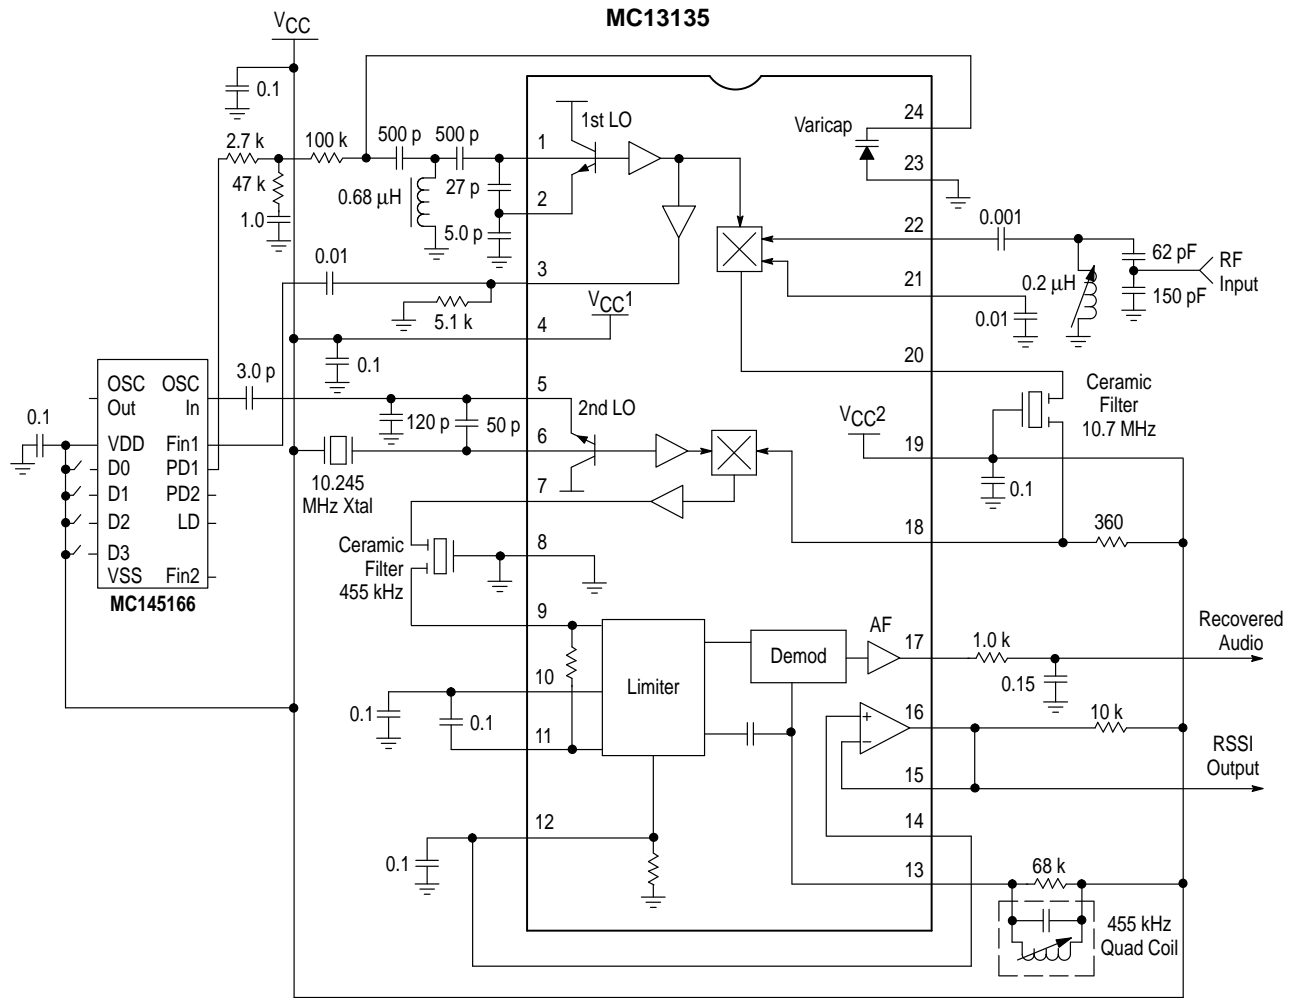 MC13135
VCC
0.1
2.7 k
100 k
500 p
500 p
47 k
1.0
0.68 µH
27 p
5.0 p
0.01
5.1 k
1
2
3
4
5
6
7
8
9
10
11
12
1st LO
VCC1
2nd LO
0.1
3.0 p
120 p
50 p
10.245
MHz Xtal
0.1
OSC
Out
OSC
In
VDD
Fin1
D0
PD1
D1
PD2
D2
LD
D3
VSS
Fin2
MC145166
Ceramic
Filter
455 kHz
0.1
0.1
0.1
Limiter
Demod
AF
+
–
Varicap
24
23
22
21
20
19
18
17
16
15
14
13
VCC2
0.001
0.01
0.2 µH
62 pF
150 pF
RF
Input
Ceramic
Filter
10.7 MHz
0.1
360
1.0 k
0.15
Recovered
Audio
10 k
RSSI
Output
68 k
455 kHz
Quad Coil